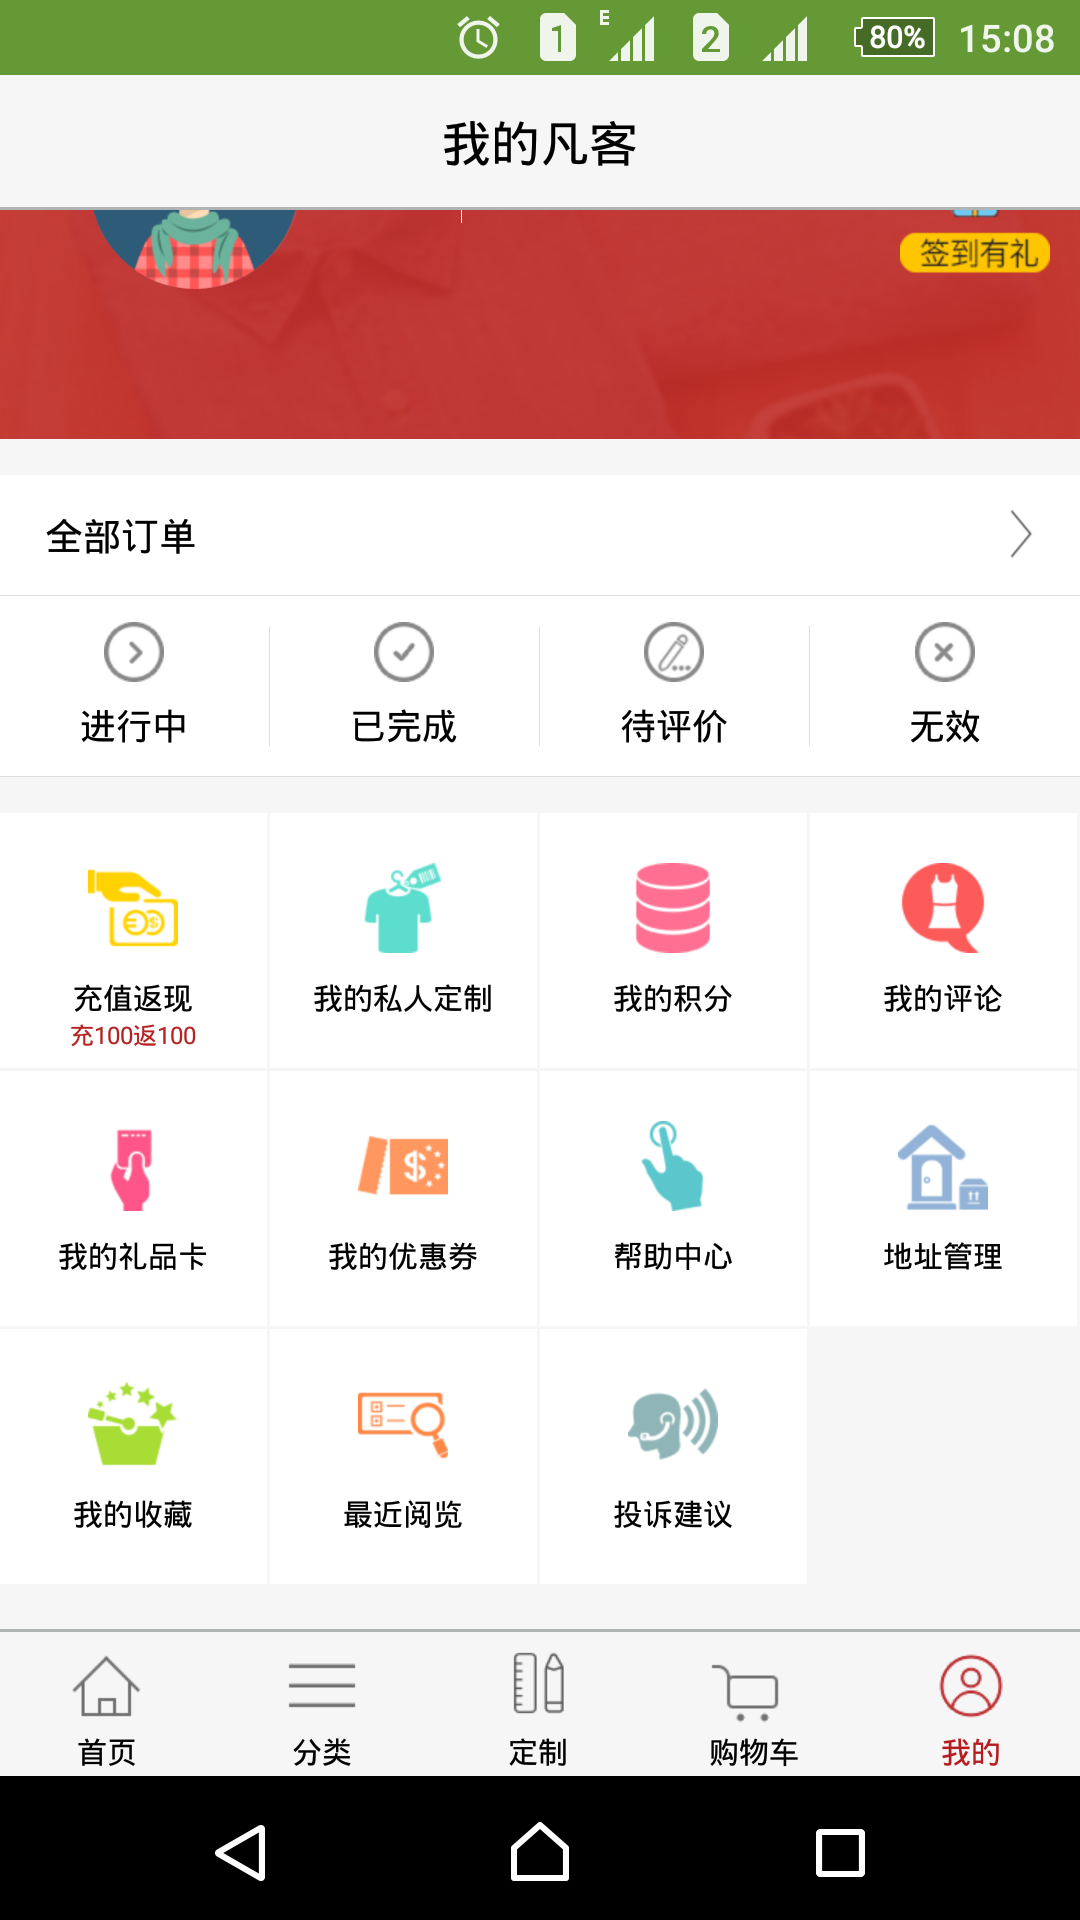 1 E 2 80% 15:08
我的凡客
签到有礼
全部订单
进行中 已完成 待评价 无效
充值返现 我的私人定制 我的积分 我的评论
充100返100
我的礼品卡 我的优惠券 帮助中心 地址管理
我的收藏 最近阅览 投诉建议
首页 分类 定制 购物车 我的